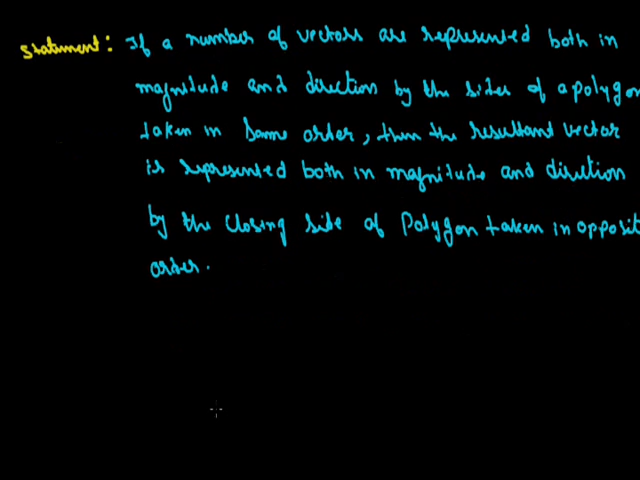 Statement: If a number of vectors are represented both in
magnitude and direction by the sides of a polygon
taken in same order, then the resultant vector
is represented both in magnitude and direction
by the closing side of Polygon taken in opposit
order.